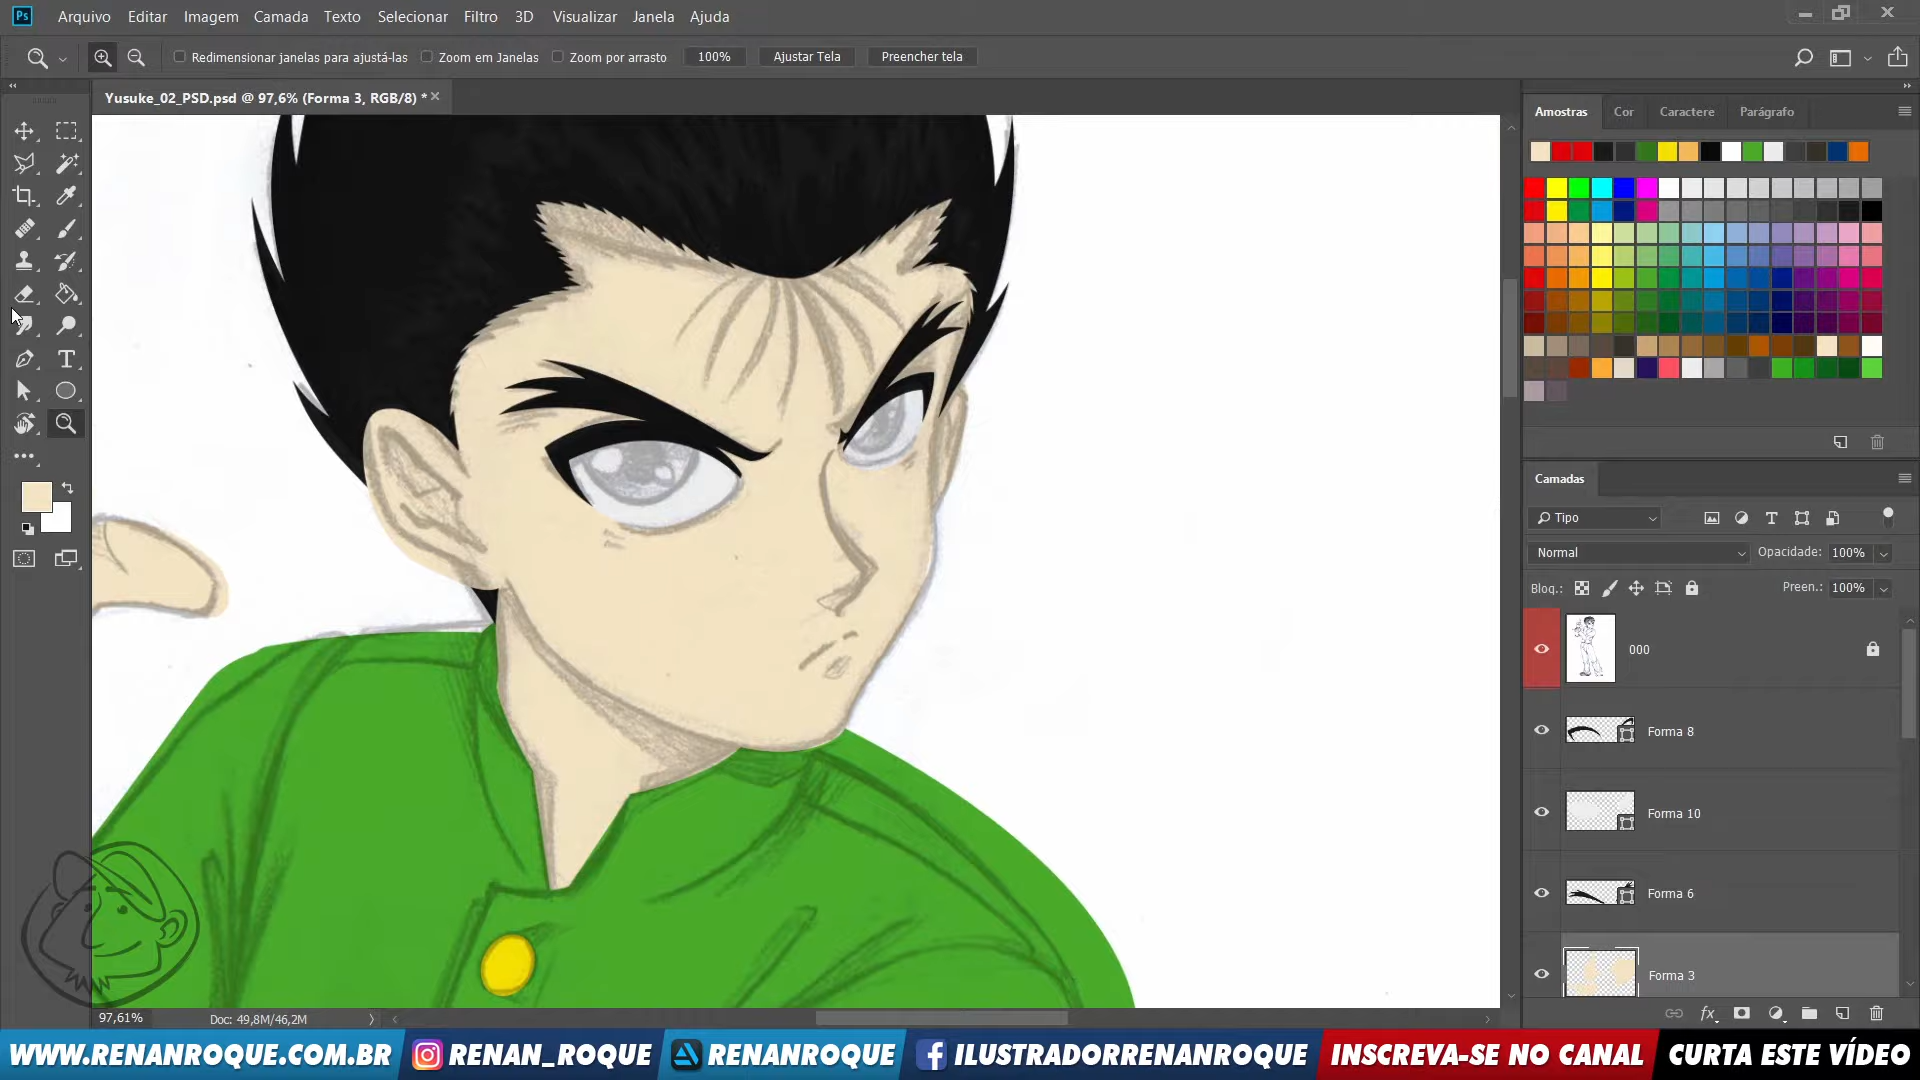 Ps Arquivo Editar Imagem Camada Texto Selecionar Filtro 3D Visualizar Janela Ajuda
Redimensionar janelas para ajustá-las Zoom em Janelas Zoom por arrasto 100% Ajustar Tela Preencher tela
Yusuke_02_PSD.psd @ 97,6% (Forma 3, RGB/8) *
Amostras Cor Caractere Parágrafo
Camadas
Tipo
Normal Opacidade: 100%
Bloq.: Preen.: 100%
000
Forma 8
Forma 10
Forma 6
Forma 3
fx
97,61% Doc: 49,8M/46,2M
WWW.RENANROQUE.COM.BR RENAN_ROQUE RENANROQUE ILUSTRADORRENANROQUE INSCREVA-SE NO CANAL CURTA ESTE VÍDEO